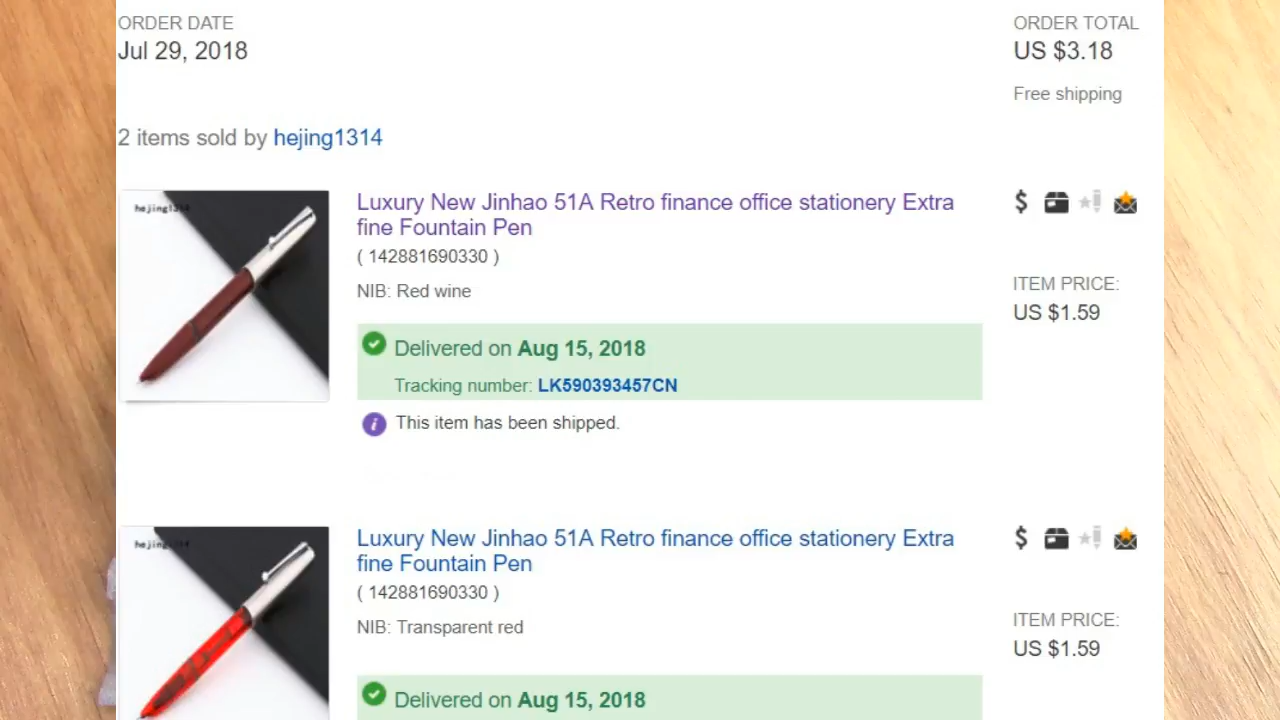 ORDER DATE
Jul 29, 2018
ORDER TOTAL
US $3.18
Free shipping
2 items sold by hejing1314
hejing1314
Luxury New Jinhao 51A Retro finance office stationery Extra
fine Fountain Pen
( 142881690330 )
NIB: Red wine
ITEM PRICE:
US $1.59
Delivered on Aug 15, 2018
Tracking number: LK590393457CN
This item has been shipped.
hejing1314
Luxury New Jinhao 51A Retro finance office stationery Extra
fine Fountain Pen
( 142881690330 )
NIB: Transparent red
ITEM PRICE:
US $1.59
Delivered on Aug 15, 2018